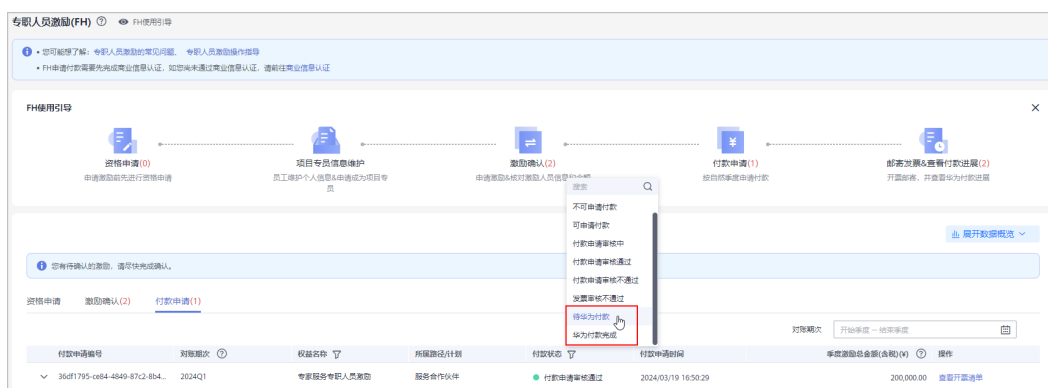 专职人员激励(FH) FH使用引导
• 您可能想了解：专职人员激励的常见问题、 专职人员激励操作指导
• FH申请付款需要先完成商业信息认证，如您尚未通过商业信息认证，请前往商业信息认证
FH使用引导
资格申请(0) 项目专员信息维护 激励确认(2) 付款申请(1) 邮寄发票&查看付款进展(2)
申请激励前先进行资格申请 员工维护个人信息&申请成为项目专员 申请激励&核对激励人员信息 按自然季度申请付款 开票邮寄，并查看华为付款进展
搜索
不可申请付款
可申请付款
付款申请审核中
付款申请审核通过
付款申请审核不通过
发票审核不通过
待华为付款
华为付款完成
展开数据概览
您有待确认的激励，请尽快完成确认。
资格申请 激励确认(2) 付款申请(1)
对账期次 开始季度 – 结束季度
付款申请编号 对账期次 权益名称 所属路径/计划 付款状态 付款申请时间 季度激励总金额(含税)(¥) 操作
36df1795-ce84-4849-87c2-8b4... 2024Q1 专家服务专职人员激励 服务合作伙伴 付款申请审核通过 2024/03/19 16:50:29 200,000.00 查看开票清单